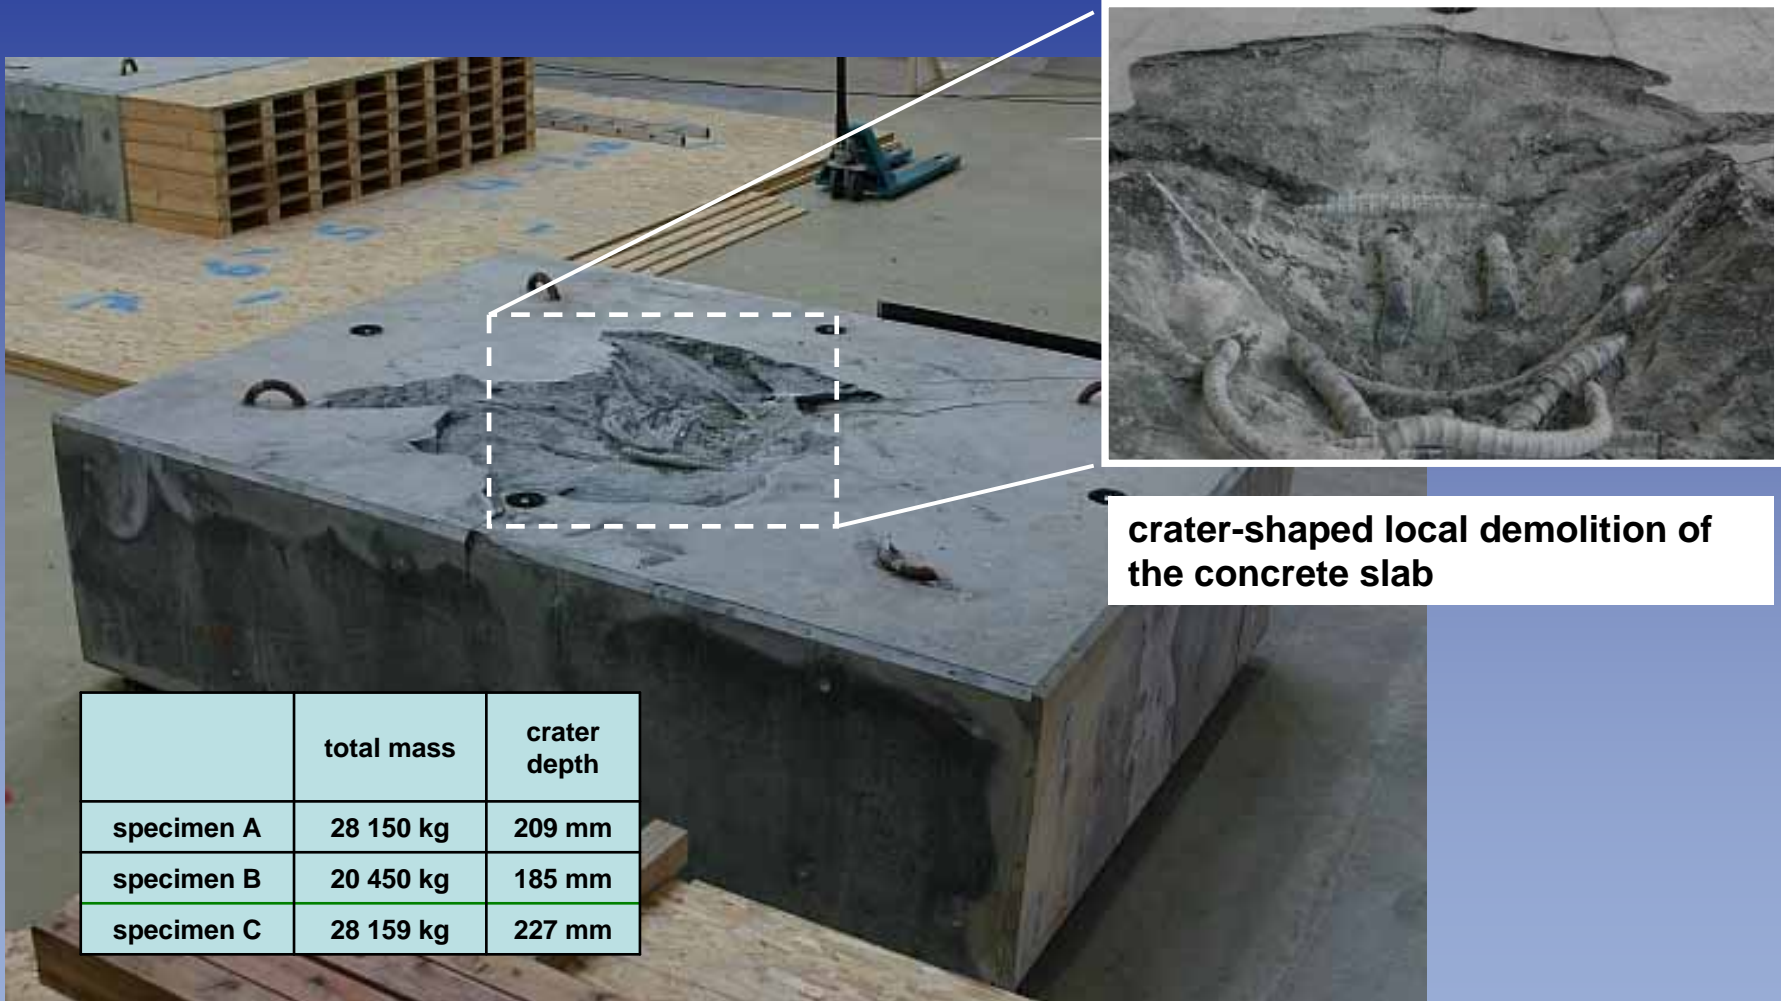 crater-shaped local demolition of
the concrete slab
total mass
crater
depth
specimen A 28 150 kg 209 mm
specimen B 20 450 kg 185 mm
specimen C 28 159 kg 227 mm